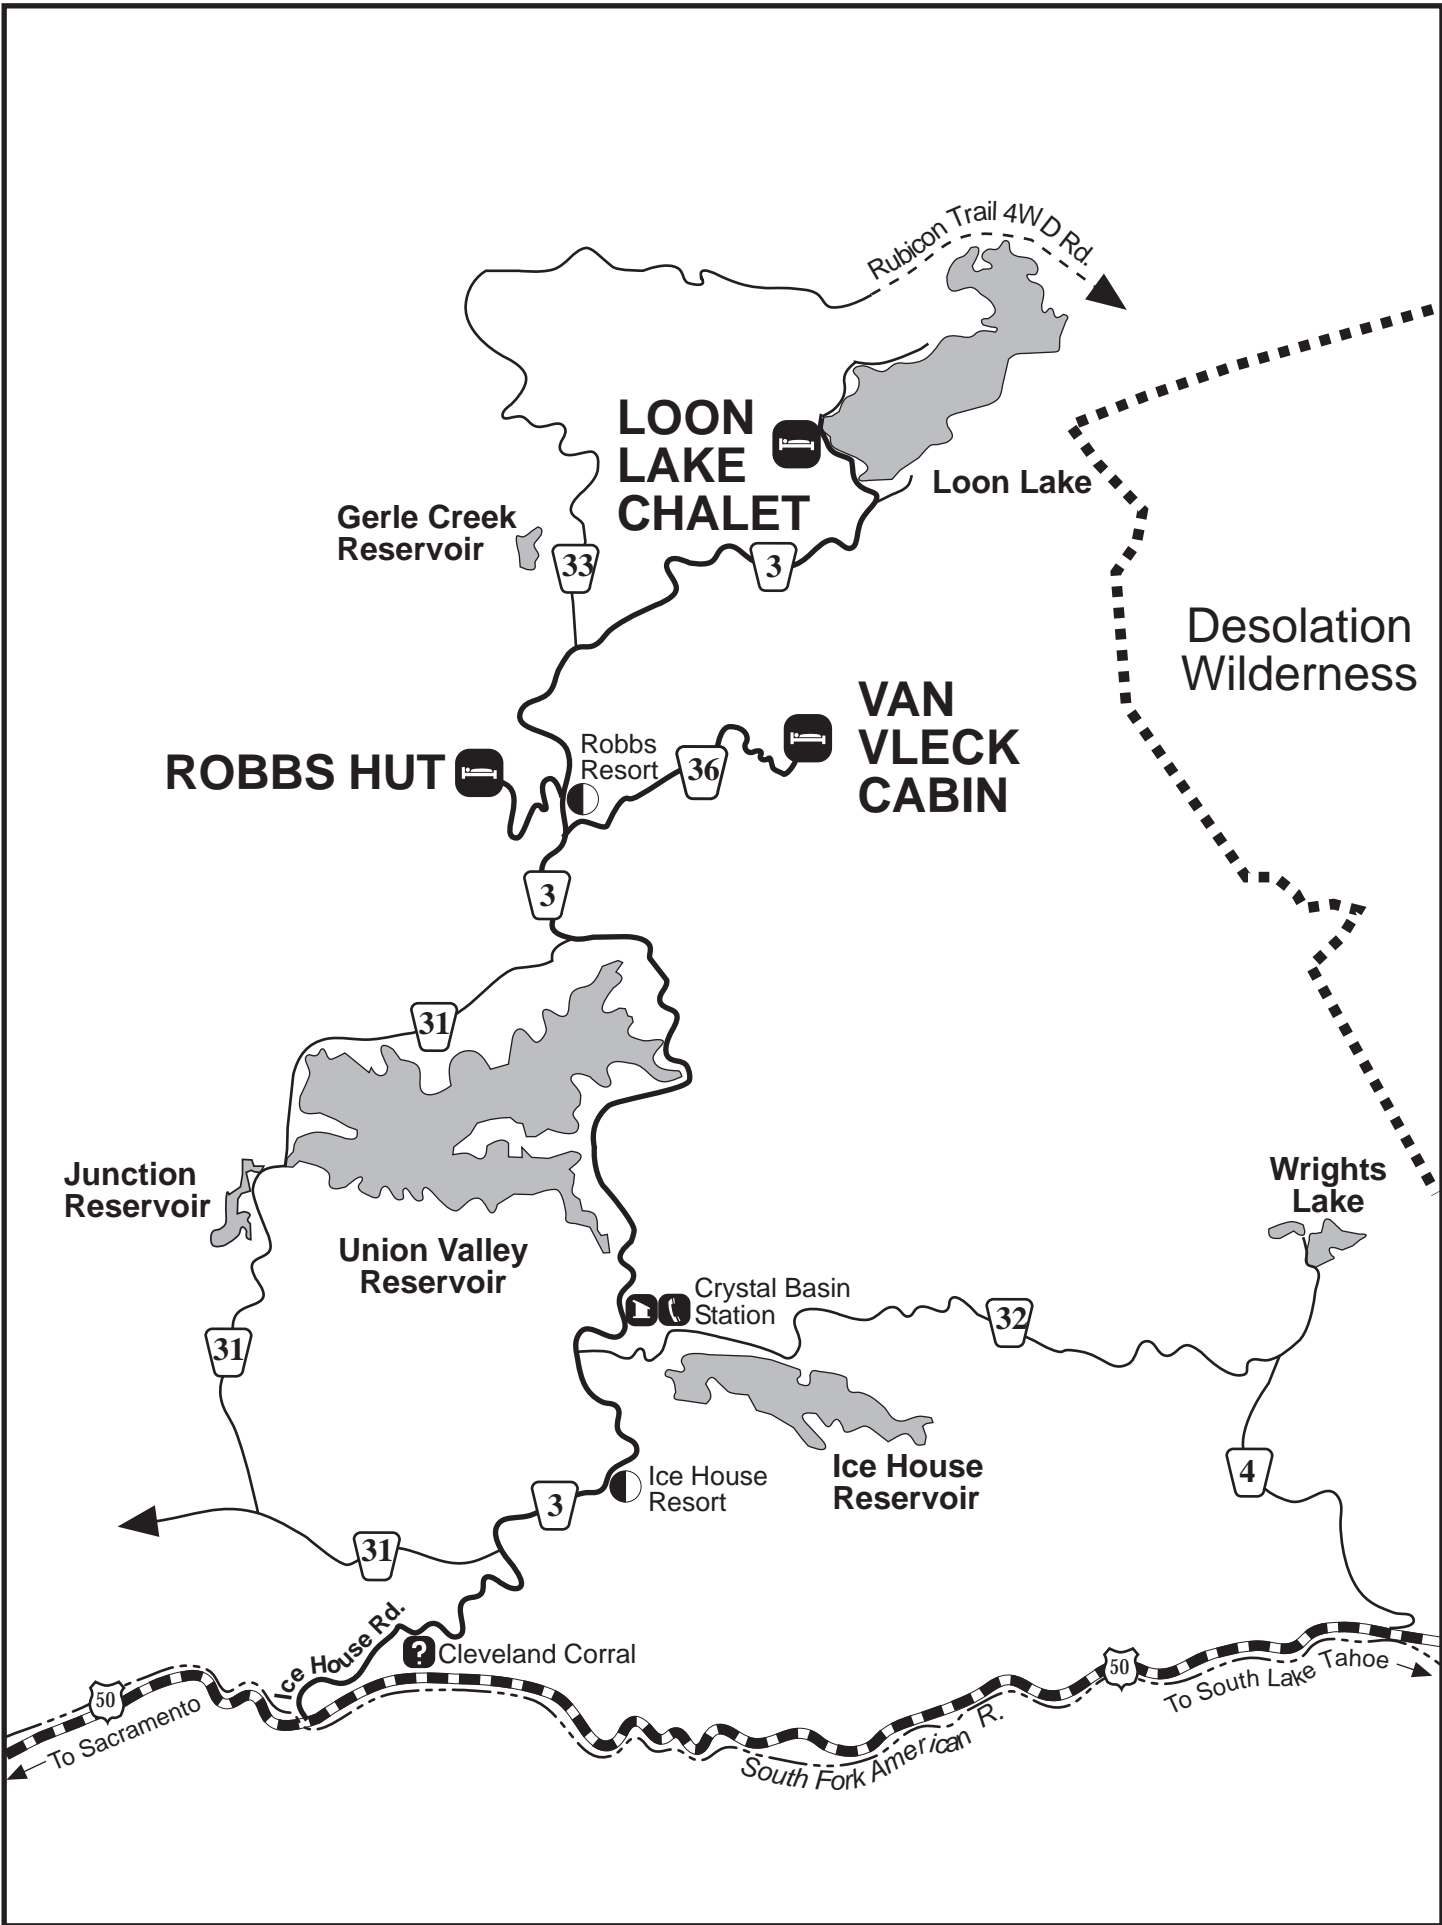 Rubicon Trail 4WD Rd.
LOON
LAKE
CHALET
Loon Lake
Gerle Creek
Reservoir
33
3
Desolation
Wilderness
VAN
VLECK
CABIN
Robbs
Resort
36
ROBBS HUT
3
31
Junction
Reservoir
Union Valley
Reservoir
Wrights
Lake
Crystal Basin
Station
32
31
Ice House
Reservoir
4
Ice House
Resort
3
31
Ice House Rd.
?
Cleveland Corral
50
To Sacramento
50
To South Lake Tahoe
South Fork American R.